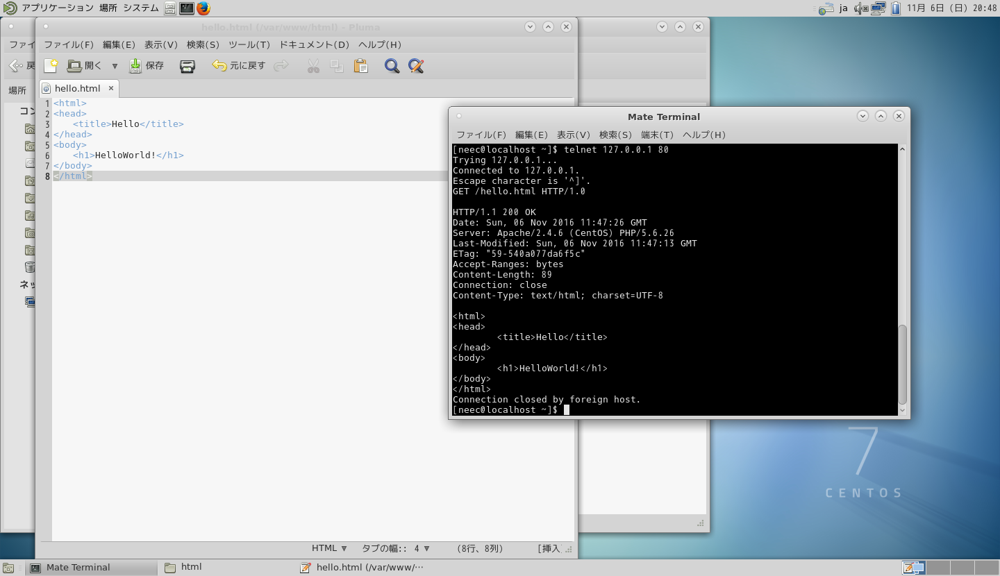 アプリケーション 場所 システム
ja
11月 6日 (日) 20:48
hello.html (/var/www/html) - Pluma
ファイ
ファイル(F) 編集(E) 表示(V) 検索(S) ツール(T) ドキュメント(D) ヘルプ(H)
戻
開く 保存 元に戻す
場所
hello.html
コン
ネッ
1 <html>
2 <head>
3 <title>Hello</title>
4 </head>
5 <body>
6 <h1>HelloWorld!</h1>
7 </body>
8 </html>
Mate Terminal
ファイル(F) 編集(E) 表示(V) 検索(S) 端末(T) ヘルプ(H)
[neec@localhost ~]$ telnet 127.0.0.1 80
Trying 127.0.0.1...
Connected to 127.0.0.1.
Escape character is '^]'.
GET /hello.html HTTP/1.0
HTTP/1.1 200 OK
Date: Sun, 06 Nov 2016 11:47:26 GMT
Server: Apache/2.4.6 (CentOS) PHP/5.6.26
Last-Modified: Sun, 06 Nov 2016 11:47:13 GMT
ETag: "59-540a077da6f5c"
Accept-Ranges: bytes
Content-Length: 89
Connection: close
Content-Type: text/html; charset=UTF-8
<html>
<head>
<title>Hello</title>
</head>
<body>
<h1>HelloWorld!</h1>
</body>
</html>
Connection closed by foreign host.
[neec@localhost ~]$
7
CENTOS
HTML タブの幅: 4 (8行、8列) [挿入
Mate Terminal
html
hello.html (/var/www/…